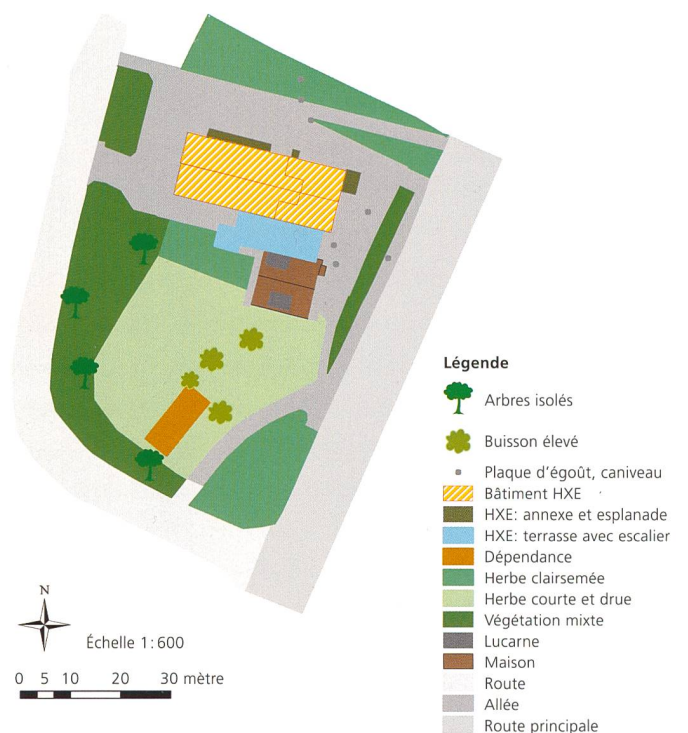 Légende
Arbres isolés
Buisson élevé
Plaque d'égoût, caniveau
Bâtiment HXE
HXE: annexe et esplanade
HXE: terrasse avec escalier
Dépendance
Herbe clairsemée
Herbe courte et drue
Végétation mixte
Lucarne
Maison
Route
Allée
Route principale
N
Échelle 1:600
0 5 10 20 30 mètre